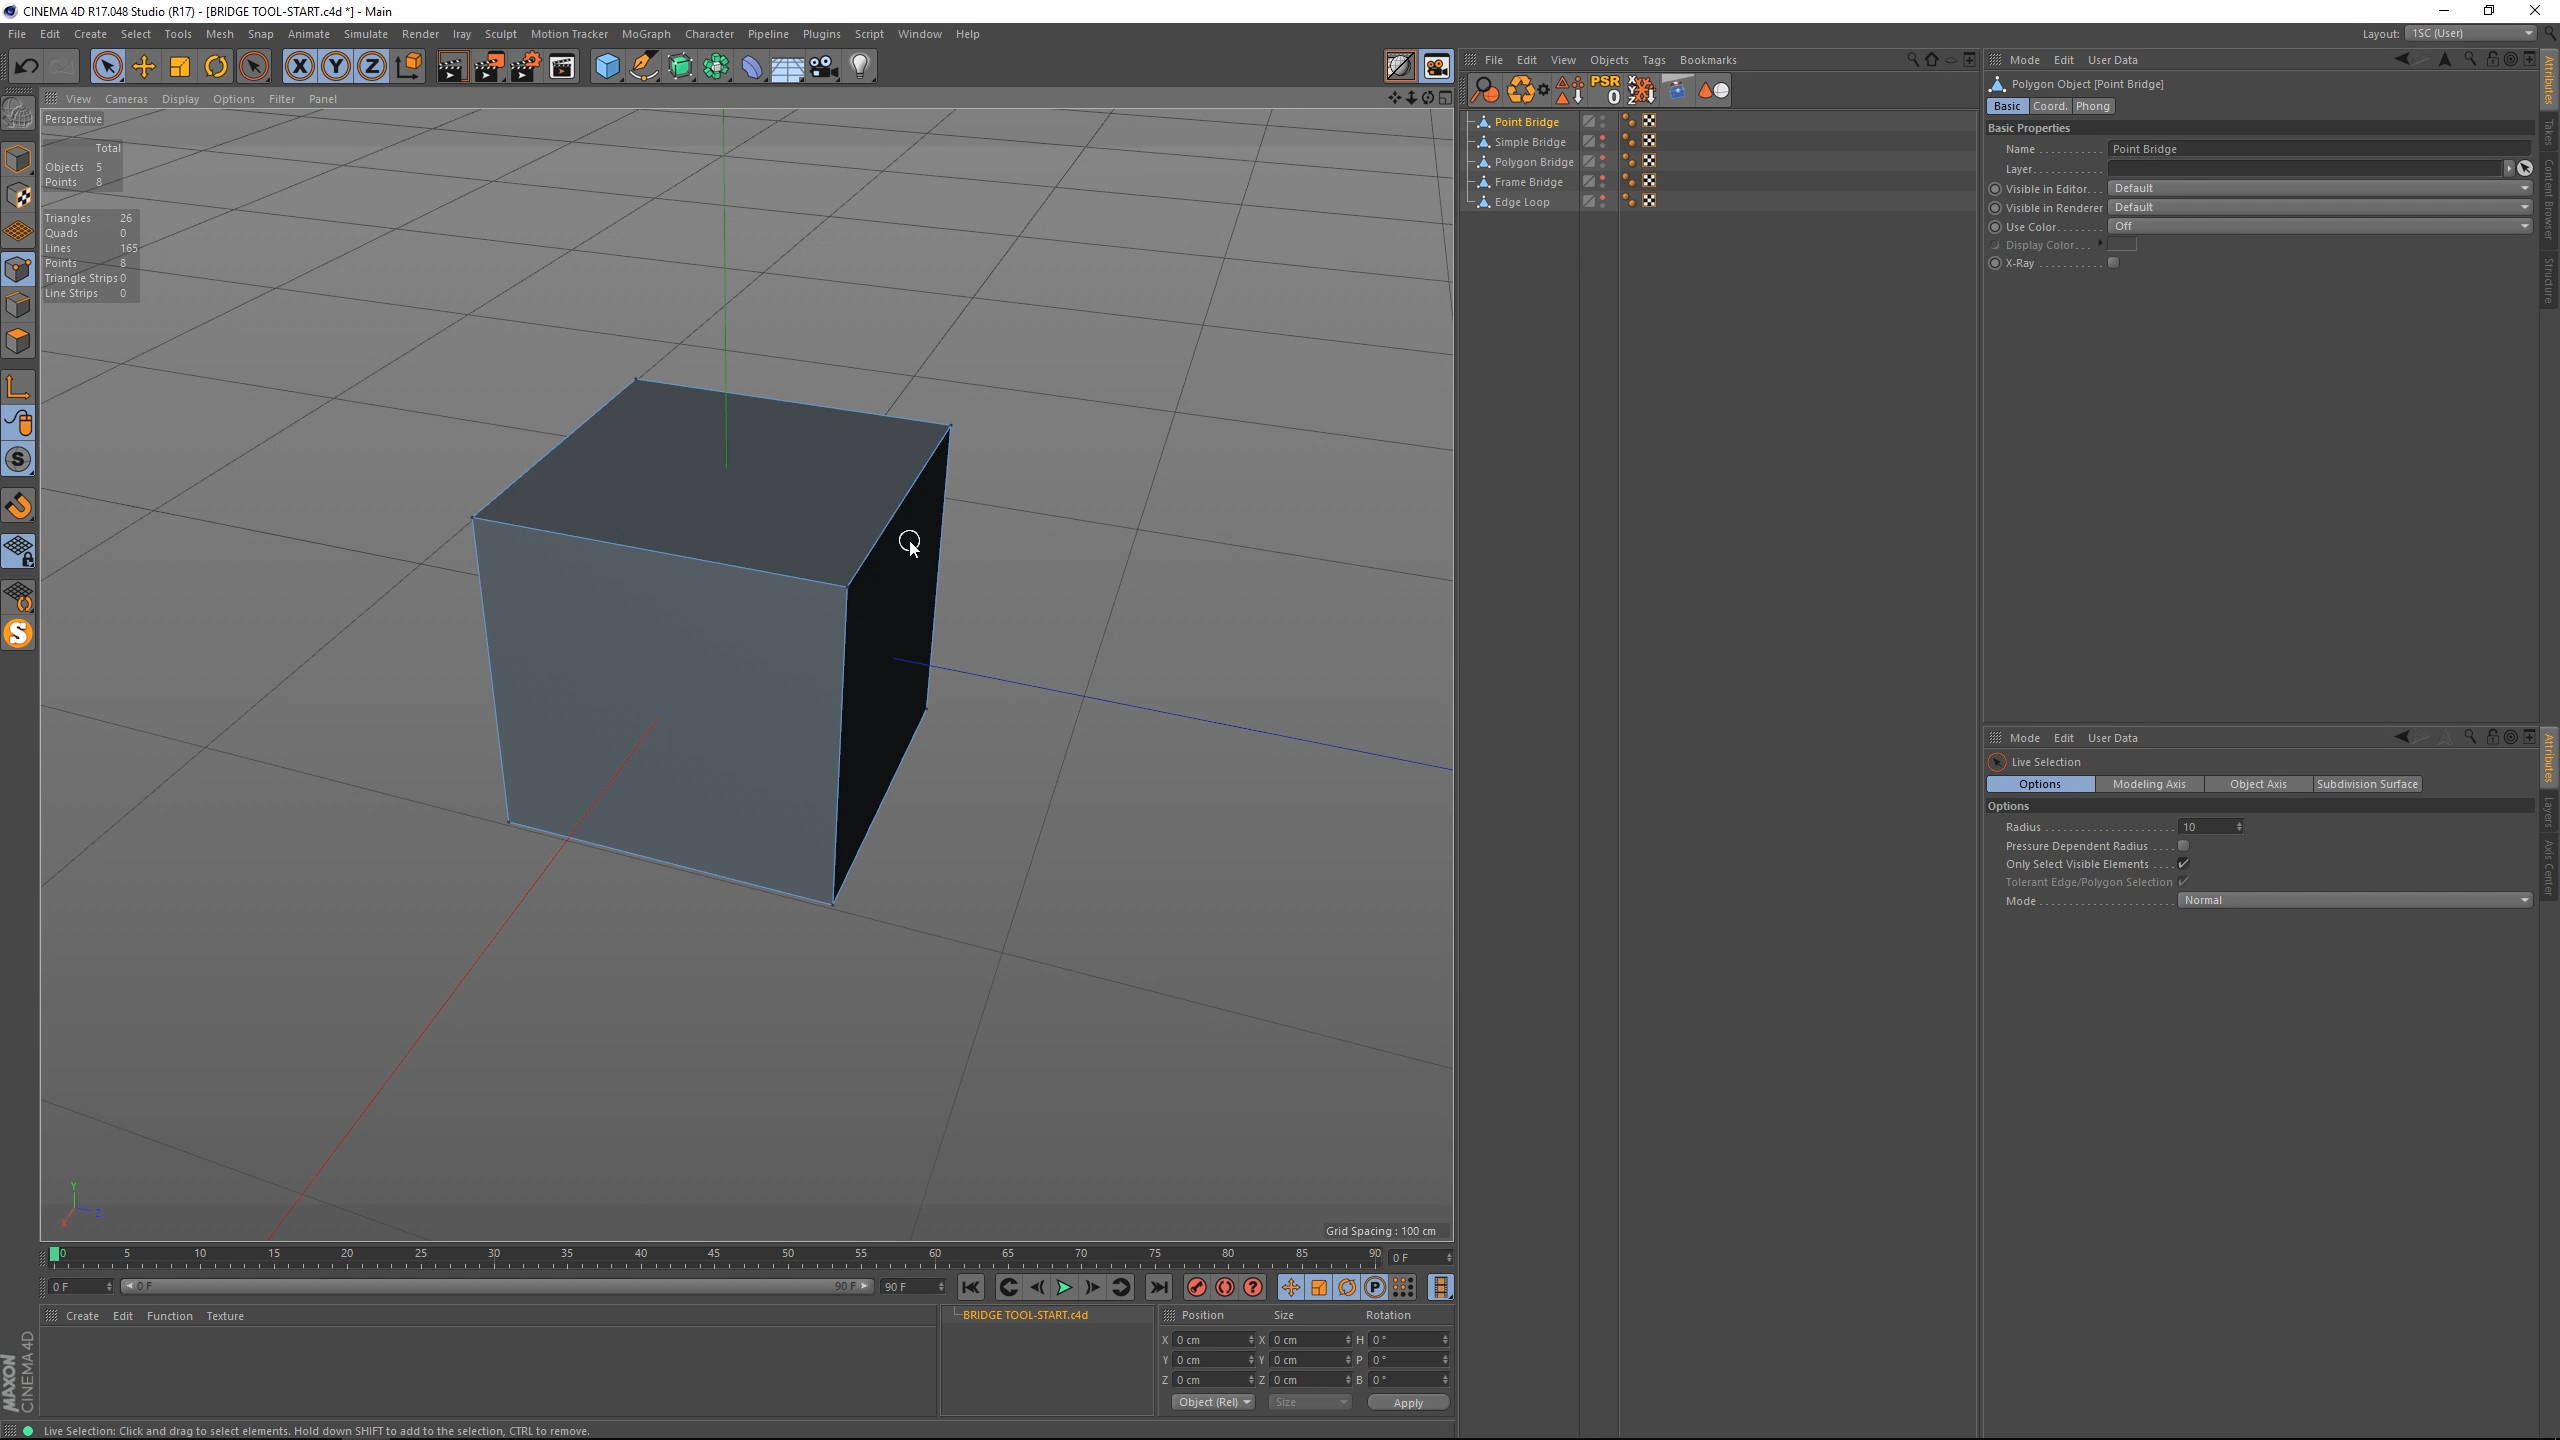 CINEMA 4D R17.048 Studio (R17) - [BRIDGE TOOL-START.c4d *] - Main
File Edit Create Select Tools Mesh Snap Animate Simulate Render Iray Sculpt Motion Tracker MoGraph Character Pipeline Plugins Script Window Help
Layout: 1SC (User)
View Cameras Display Options Filter Panel
Perspective
Total
Objects 5
Points 8
Triangles 26
Quads 0
Lines 165
Points 8
Triangle Strips 0
Line Strips 0
Grid Spacing : 100 cm
X Y Z
File Edit View Objects Tags Bookmarks
PSR 0
Point Bridge
Simple Bridge
Polygon Bridge
Frame Bridge
Edge Loop
Mode Edit User Data
Polygon Object [Point Bridge]
Basic Coord. Phong
Basic Properties
Name Point Bridge
Layer
Visible in Editor Default
Visible in Renderer Default
Use Color Off
Display Color
X-Ray
Attributes
Takes
Content Browser
Structure
Mode Edit User Data
Live Selection
Options Modeling Axis Object Axis Subdivision Surface
Options
Radius 10
Pressure Dependent Radius
Only Select Visible Elements
Tolerant Edge/Polygon Selection
Mode Normal
Attributes
Layers
Axis Center
0 5 10 15 20 25 30 35 40 45 50 55 60 65 70 75 80 85 90 0 F
0 F 0 F 90 F 90 F
Create Edit Function Texture
BRIDGE TOOL-START.c4d
Position Size Rotation
X 0 cm X 0 cm H 0 °
Y 0 cm Y 0 cm P 0 °
Z 0 cm Z 0 cm B 0 °
Object (Rel) Size Apply
MAXON
CINEMA 4D
Live Selection: Click and drag to select elements. Hold down SHIFT to add to the selection, CTRL to remove.